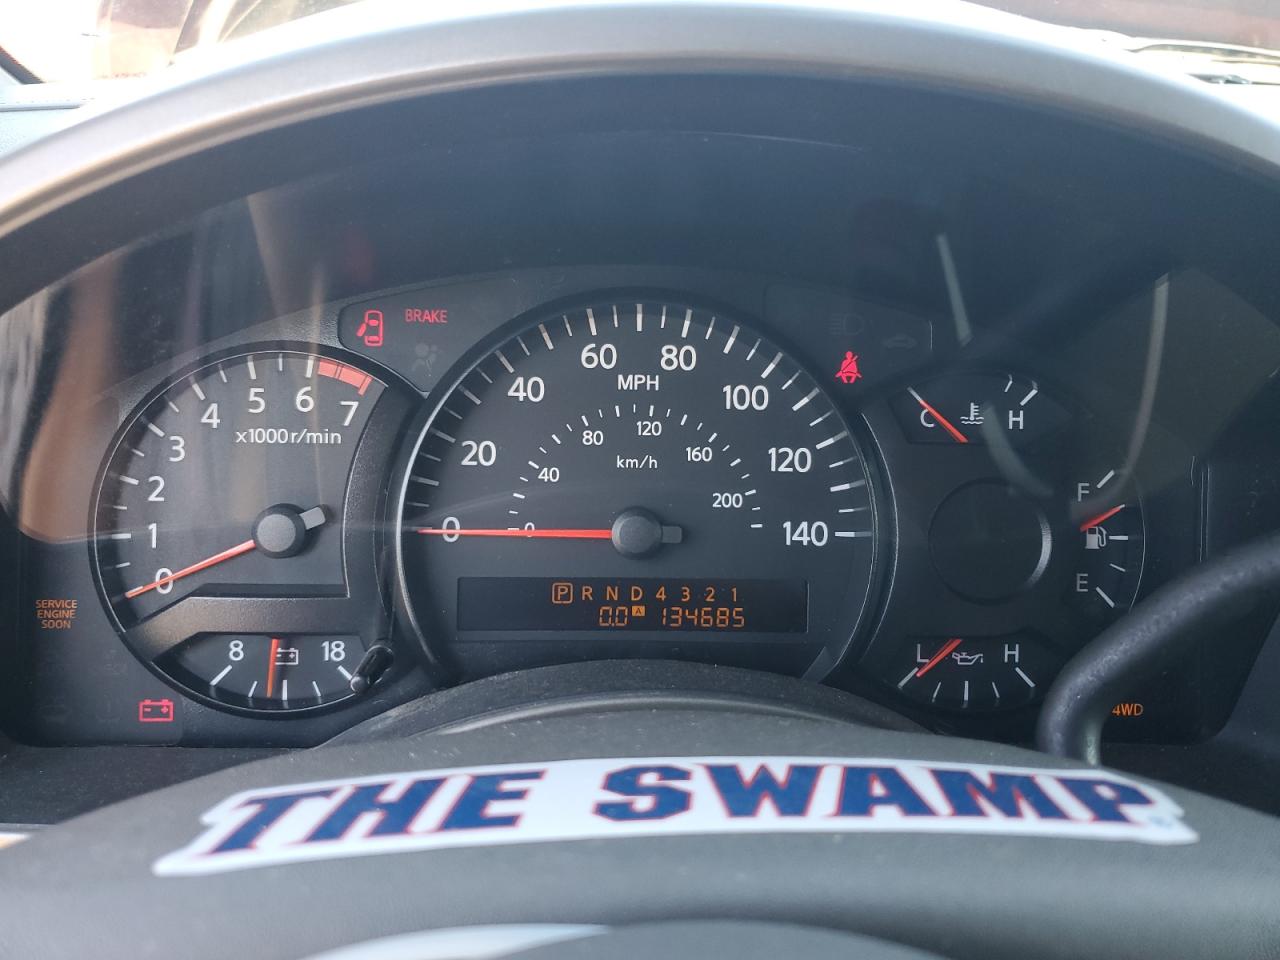 BRAKE
60 80
MPH
40 100
5 6
4 7
x1000r/min
3
2
1
0
20 120
0 140
120
80 160
km/h
40 200
0
C H
F
E
P R N D 4 3 2 1
0.0 A 134685
SERVICE
ENGINE
SOON
8 18
L H
4WD
THE SWAMP